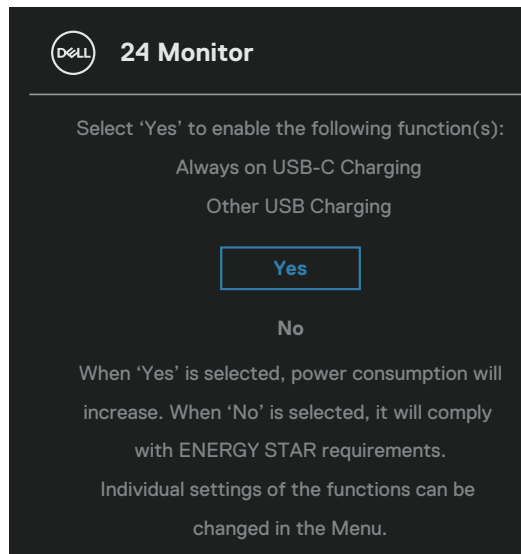 DELL
24 Monitor
Select ‘Yes’ to enable the following function(s):
Always on USB-C Charging
Other USB Charging
Yes
No
When ‘Yes’ is selected, power consumption will
increase. When ‘No’ is selected, it will comply
with ENERGY STAR requirements.
Individual settings of the functions can be
changed in the Menu.